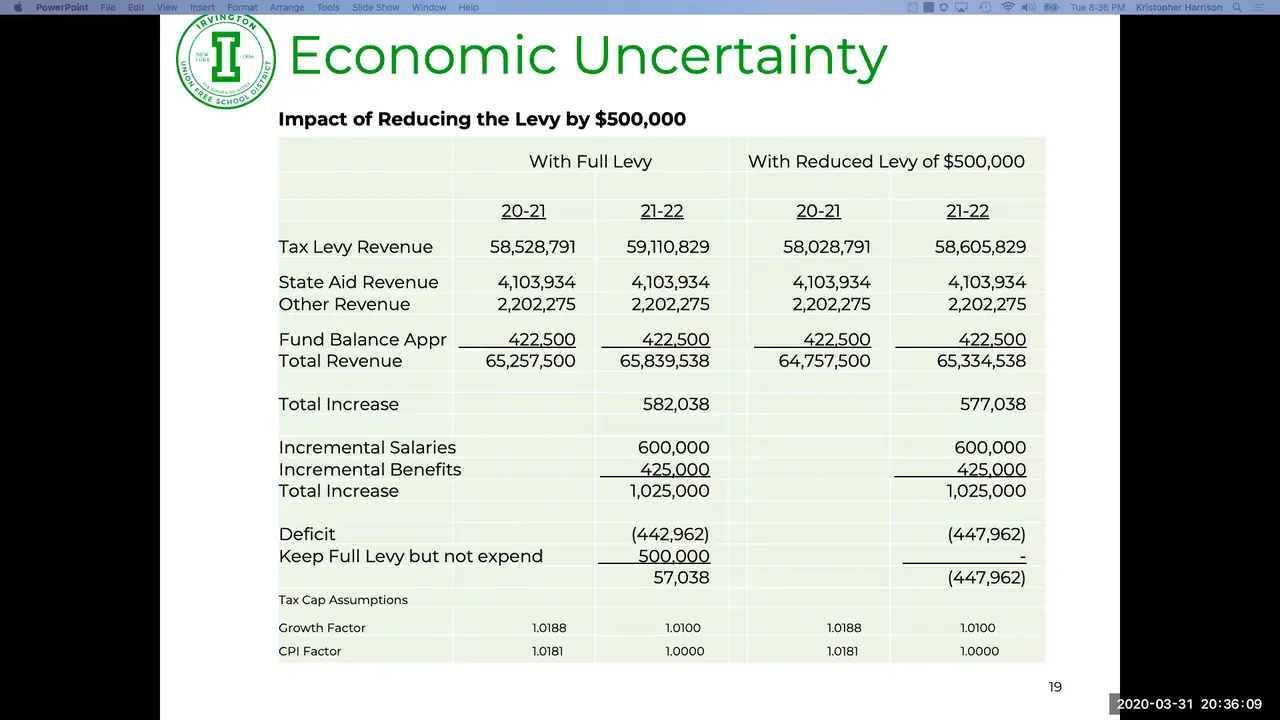 PowerPoint File Edit View Insert Format Arrange Tools Slide Show Window Help Tue 8:36 PM Kristopher Harrison
IRVINGTON
NEW YORK
I
UNION FREE SCHOOL DISTRICT
Economic Uncertainty
Impact of Reducing the Levy by $500,000
With Full Levy With Reduced Levy of $500,000
20-21 21-22 20-21 21-22
Tax Levy Revenue 58,528,791 59,110,829 58,028,791 58,605,829
State Aid Revenue 4,103,934 4,103,934 4,103,934 4,103,934
Other Revenue 2,202,275 2,202,275 2,202,275 2,202,275
Fund Balance Appr 422,500 422,500 422,500 422,500
Total Revenue 65,257,500 65,839,538 64,757,500 65,334,538
Total Increase 582,038 577,038
Incremental Salaries 600,000 600,000
Incremental Benefits 425,000 425,000
Total Increase 1,025,000 1,025,000
Deficit (442,962) (447,962)
Keep Full Levy but not expend 500,000 -
57,038 (447,962)
Tax Cap Assumptions
Growth Factor 1.0188 1.0100 1.0188 1.0100
CPI Factor 1.0181 1.0000 1.0181 1.0000
19
2020-03-31 20:36:09